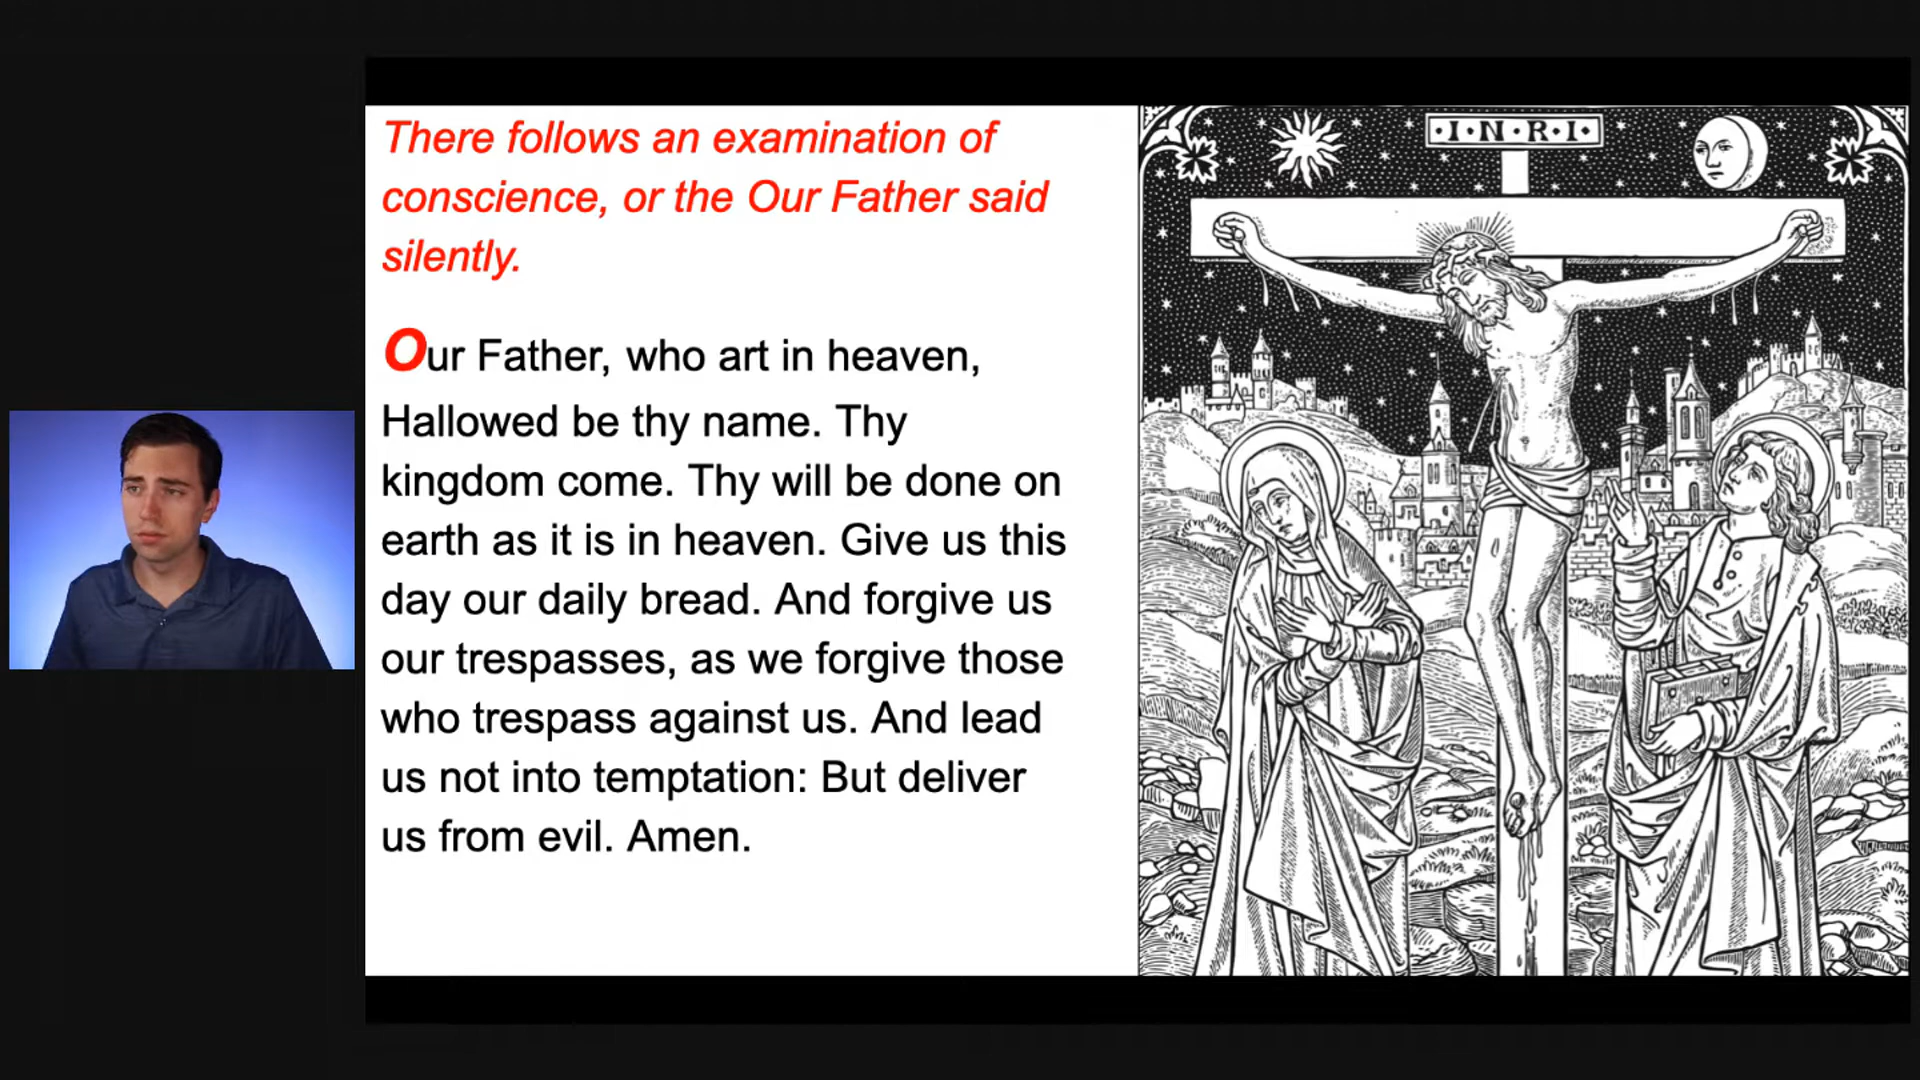 There follows an examination of
conscience, or the Our Father said
silently.
Our Father, who art in heaven,
Hallowed be thy name. Thy
kingdom come. Thy will be done on
earth as it is in heaven. Give us this
day our daily bread. And forgive us
our trespasses, as we forgive those
who trespass against us. And lead
us not into temptation: But deliver
us from evil. Amen.
·I·N·R·I·